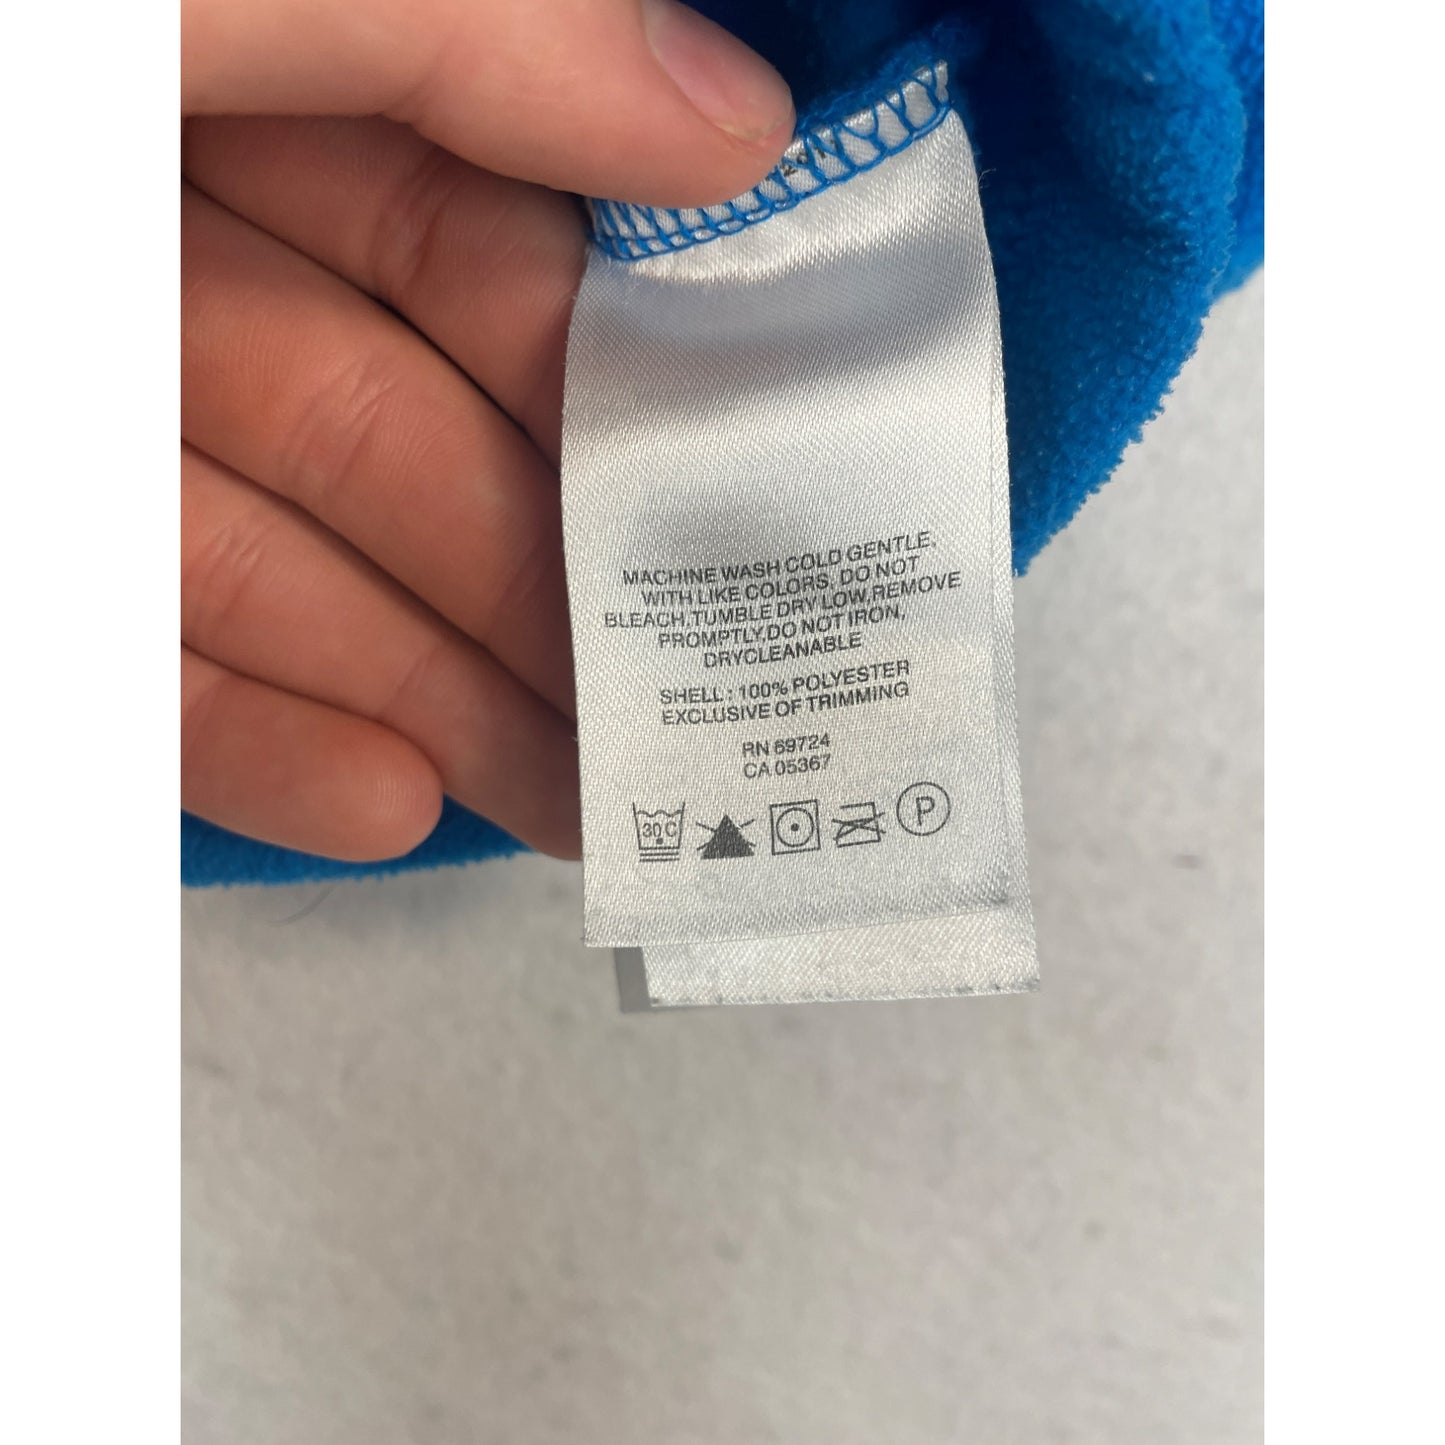 MACHINE WASH COLD GENTLE,
WITH LIKE COLORS, DO NOT
BLEACH,TUMBLE DRY LOW,REMOVE
PROMPTLY,DO NOT IRON,
DRYCLEANABLE
SHELL : 100% POLYESTER
EXCLUSIVE OF TRIMMING
RN 69724
CA 05367
30 C
P